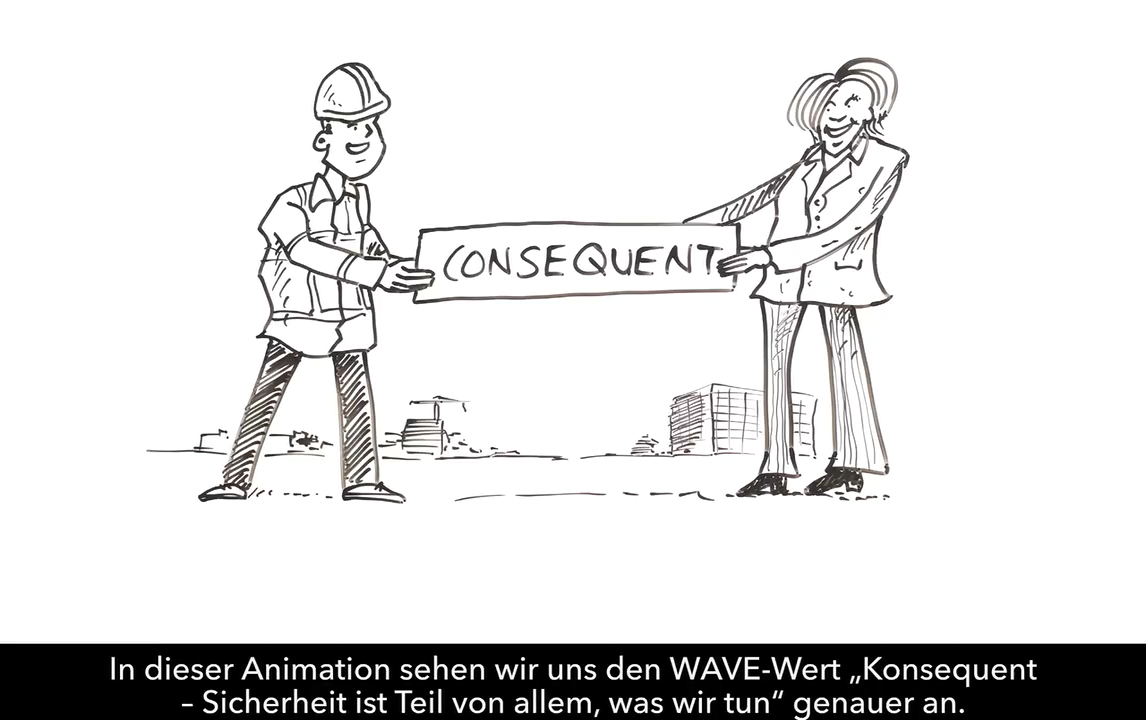 CONSEQUENT
In dieser Animation sehen wir uns den WAVE-Wert „Konsequent
– Sicherheit ist Teil von allem, was wir tun“ genauer an.